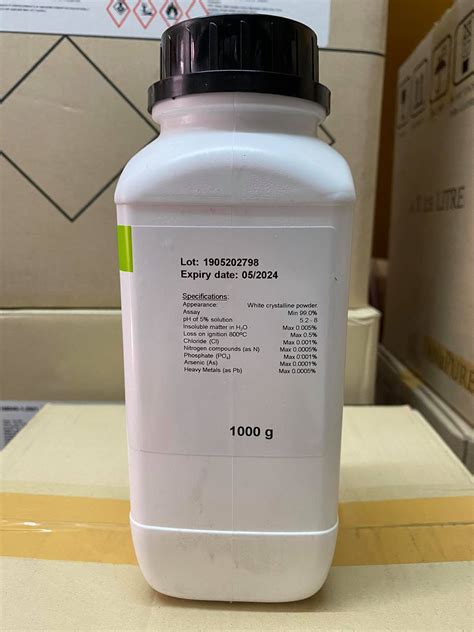 Lot: 1905202798
Expiry date: 05/2024
Specifications:
Appearance: White crystalline powder
Assay Min 99.0%
pH of 5% solution 5.2 - 8
Insoluble matter in H₂O Max 0.005%
Loss on ignition 800ºC Max 0.5%
Chloride (Cl) Max 0.001%
Nitrogen compounds (as N) Max 0.0005%
Phosphate (PO₄) Max 0.001%
Arsenic (As) Max 0.0001%
Heavy Metals (as Pb) Max 0.0005%
1000 g
LITRE